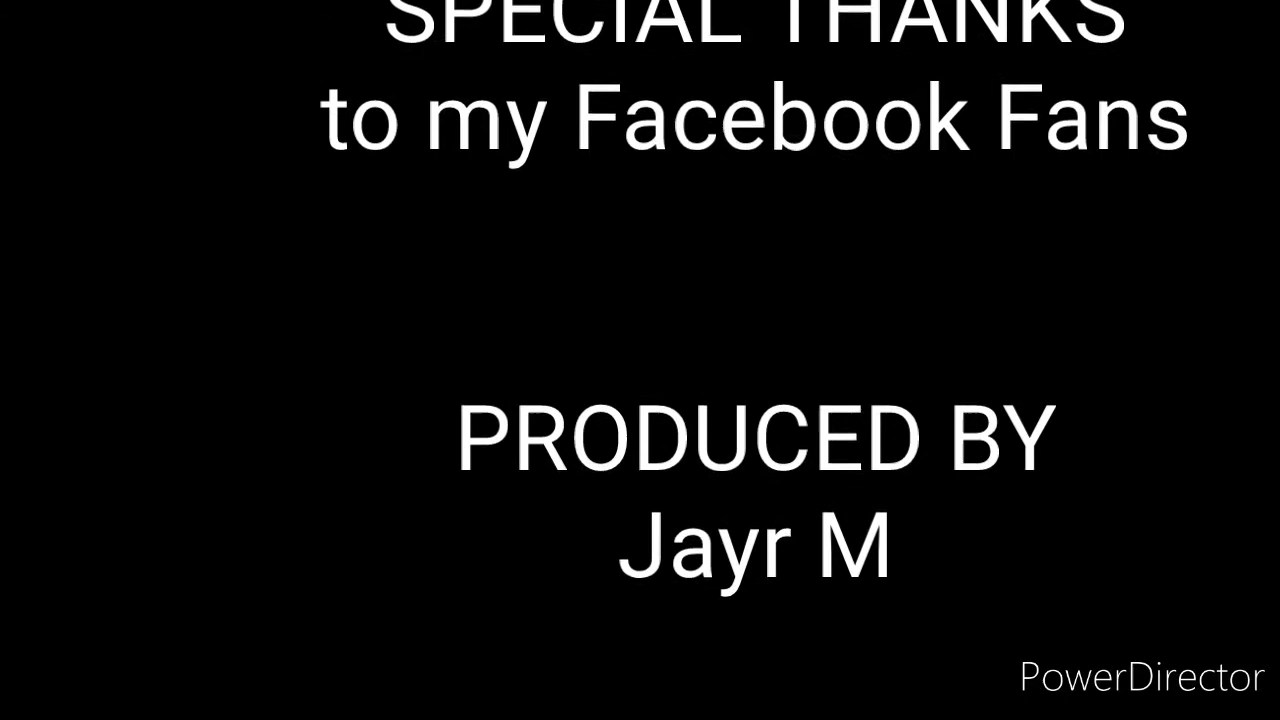 SPECIAL THANKS
to my Facebook Fans
PRODUCED BY
Jayr M
PowerDirector